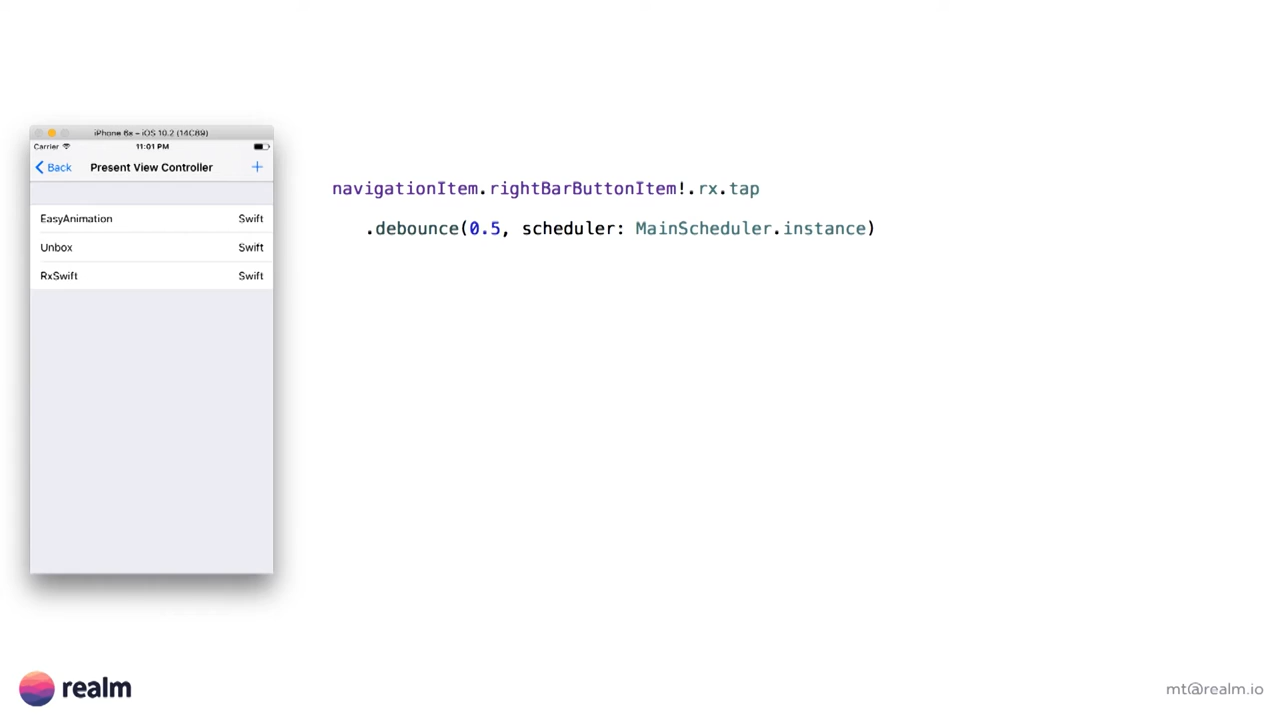 iPhone 6s – iOS 10.2 (14C89)
Carrier 11:01 PM
Back Present View Controller +
EasyAnimation Swift
Unbox Swift
RxSwift Swift
navigationItem.rightBarButtonItem!.rx.tap
.debounce(0.5, scheduler: MainScheduler.instance)
realm
mt@realm.io